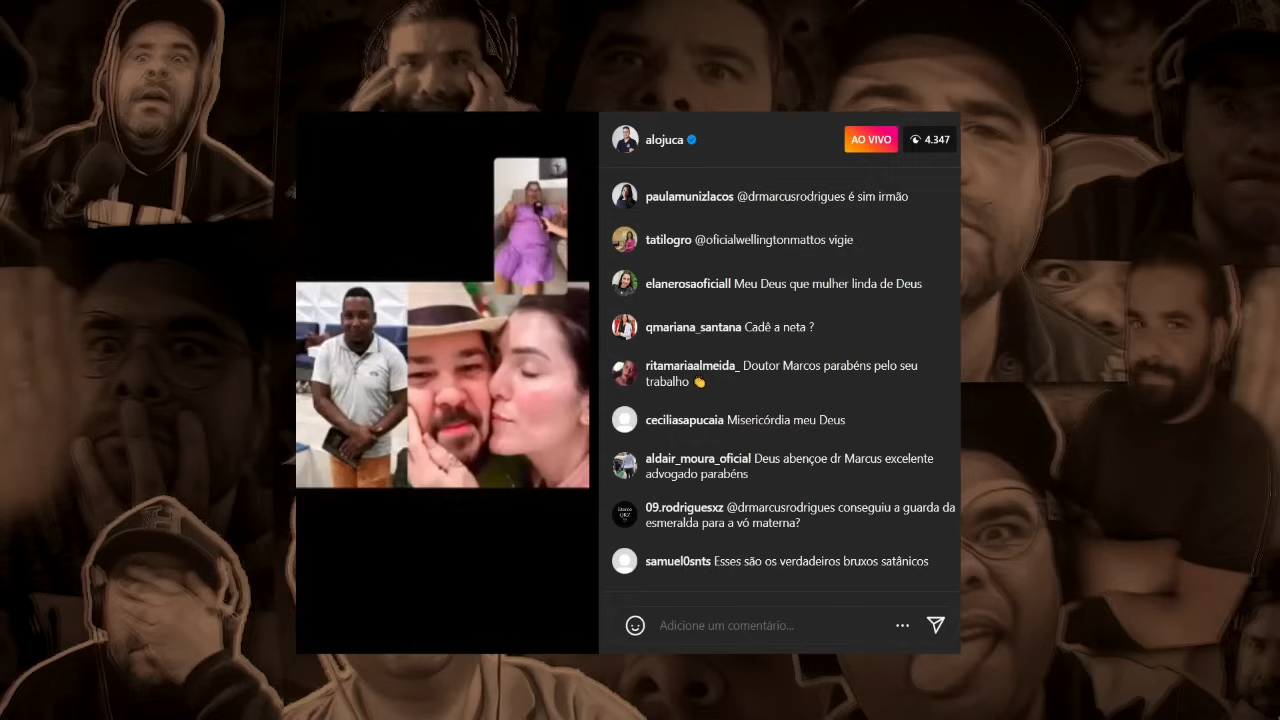 alojuca
AO VIVO
4.347
paulamunizlacos @drmarcusrodrigues é sim irmão
tatilogro @oficialwellingtonmattos vigie
elanerosaoficiall Meu Deus que mulher linda de Deus
qmariana_santana Cadê a neta ?
ritamariaalmeida_ Doutor Marcos parabéns pelo seu
trabalho 👏
ceciliasapucaia Misericórdia meu Deus
aldair_moura_oficial Deus abençoe dr Marcus excelente
advogado parabéns
09.rodriguesxz @drmarcusrodrigues conseguiu a guarda da
esmeralda para a vó materna?
samuel0snts Esses são os verdadeiros bruxos satânicos
Adicione um comentário...